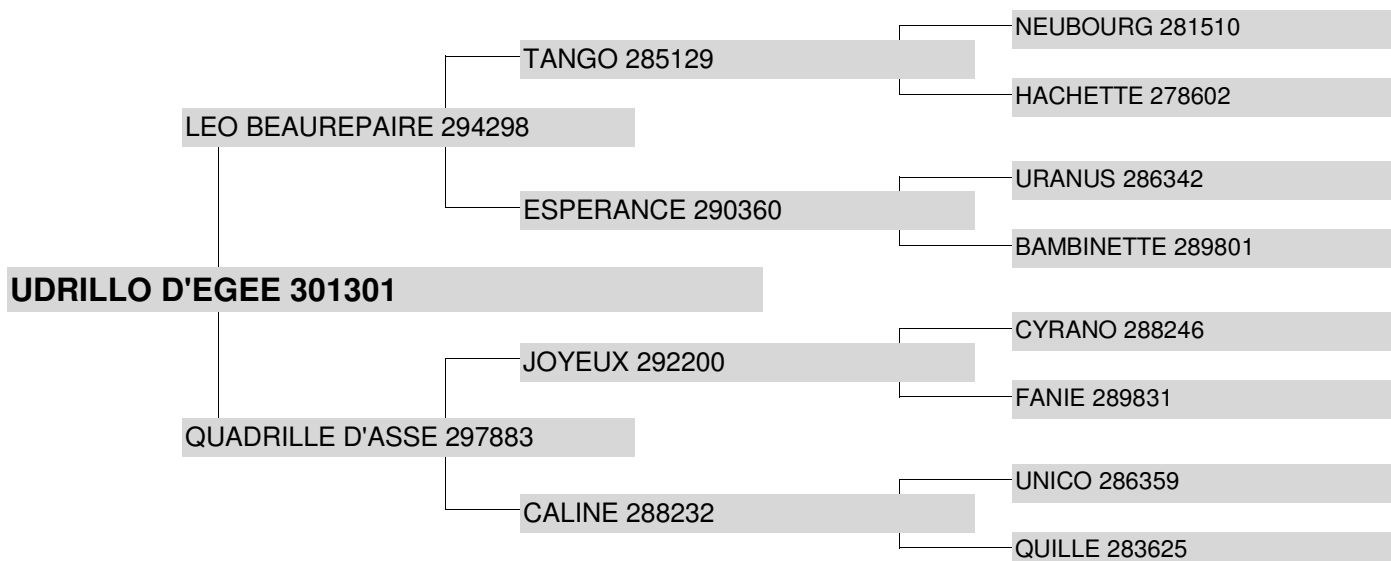 NEUBOURG 281510
TANGO 285129
HACHETTE 278602
LEO BEAUREPAIRE 294298
URANUS 286342
ESPERANCE 290360
BAMBINETTE 289801
UDRILLO D'EGEE 301301
CYRANO 288246
JOYEUX 292200
FANIE 289831
QUADRILLE D'ASSE 297883
UNICO 286359
CALINE 288232
QUILLE 283625